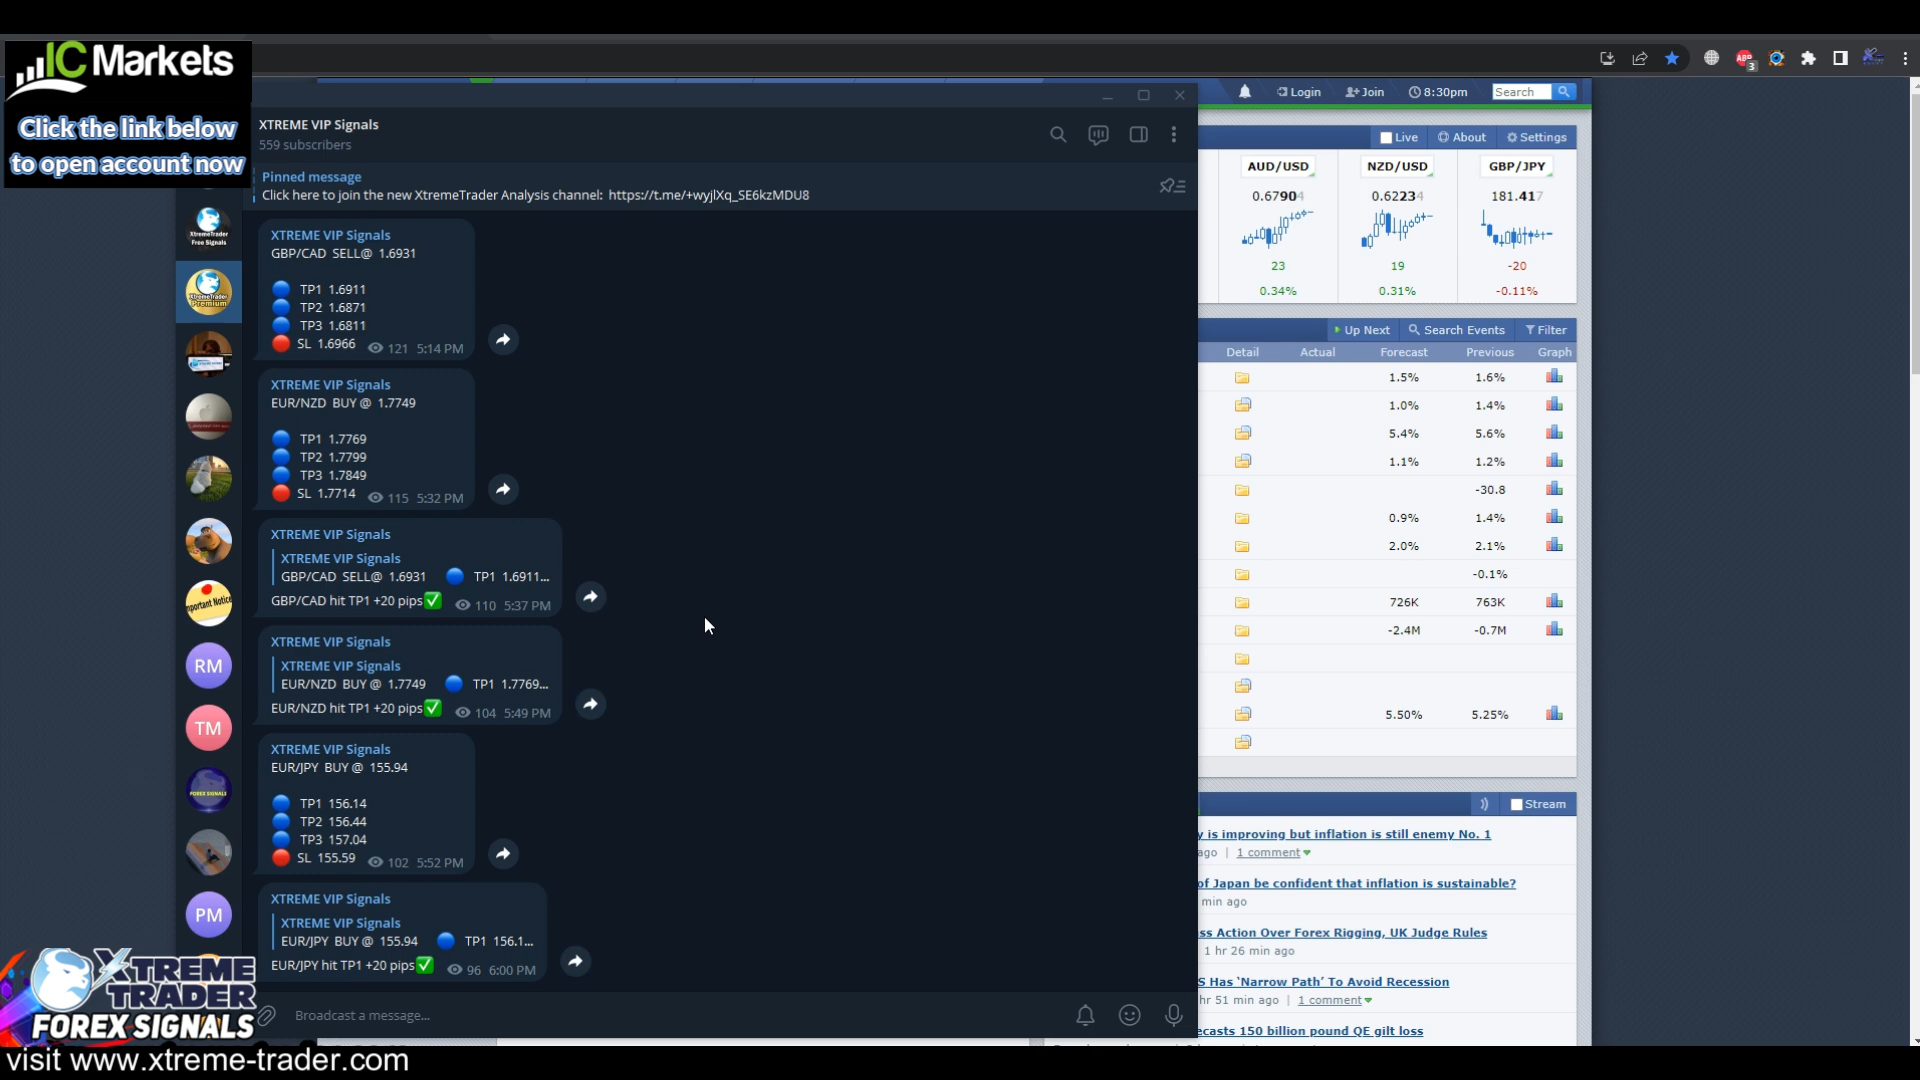 IC Markets
Click the link below
to open account now
XTREME VIP Signals
559 subscribers
Pinned message
Click here to join the new XtremeTrader Analysis channel: https://t.me/+wyjlXq_SE6kzMDU8
XtremeTrader
Free Signals
XtremeTrader
Premium
Important Notice
RM
TM
FOREX SIGNALS
PM
XTREME VIP Signals
GBP/CAD SELL@ 1.6931
TP1 1.6911
TP2 1.6871
TP3 1.6811
SL 1.6966 121 5:14 PM
XTREME VIP Signals
EUR/NZD BUY@ 1.7749
TP1 1.7769
TP2 1.7799
TP3 1.7849
SL 1.7714 115 5:32 PM
XTREME VIP Signals
XTREME VIP Signals
GBP/CAD SELL@ 1.6931 TP1 1.6911...
GBP/CAD hit TP1 +20 pips✅ 110 5:37 PM
XTREME VIP Signals
XTREME VIP Signals
EUR/NZD BUY@ 1.7749 TP1 1.7769...
EUR/NZD hit TP1 +20 pips✅ 104 5:49 PM
XTREME VIP Signals
EUR/JPY BUY@ 155.94
TP1 156.14
TP2 156.44
TP3 157.04
SL 155.59 102 5:52 PM
XTREME VIP Signals
XTREME VIP Signals
EUR/JPY BUY@ 155.94 TP1 156.1...
EUR/JPY hit TP1 +20 pips✅ 96 6:00 PM
Broadcast a message...
ABP
3
Login Join 8:30pm Search
Live About Settings
AUD/USD NZD/USD GBP/JPY
0.67904 0.62234 181.417
23 19 -20
0.34% 0.31% -0.11%
Up Next Search Events Filter
Detail Actual Forecast Previous Graph
1.5% 1.6%
1.0% 1.4%
5.4% 5.6%
1.1% 1.2%
-30.8
0.9% 1.4%
2.0% 2.1%
-0.1%
726K 763K
-2.4M -0.7M
5.50% 5.25%
Stream
y is improving but inflation is still enemy No. 1
ago | 1 comment
of Japan be confident that inflation is sustainable?
min ago
ss Action Over Forex Rigging, UK Judge Rules
1 hr 26 min ago
S Has ‘Narrow Path’ To Avoid Recession
hr 51 min ago | 1 comment
ecasts 150 billion pound QE gilt loss
XTREME
TRADER
FOREX SIGNALS
visit www.xtreme-trader.com